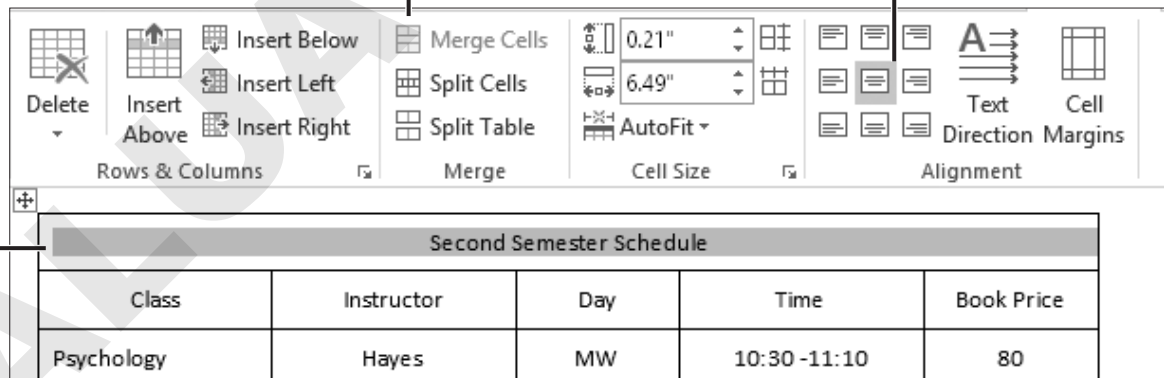 Delete
Insert Above
Insert Below
Insert Left
Insert Right
Rows & Columns
Merge Cells
Split Cells
Split Table
Merge
0.21"
6.49"
AutoFit
Cell Size
A
Text Direction
Cell Margins
Alignment
Second Semester Schedule
Class Instructor Day Time Book Price
Psychology Hayes MW 10:30 -11:10 80
ALUA